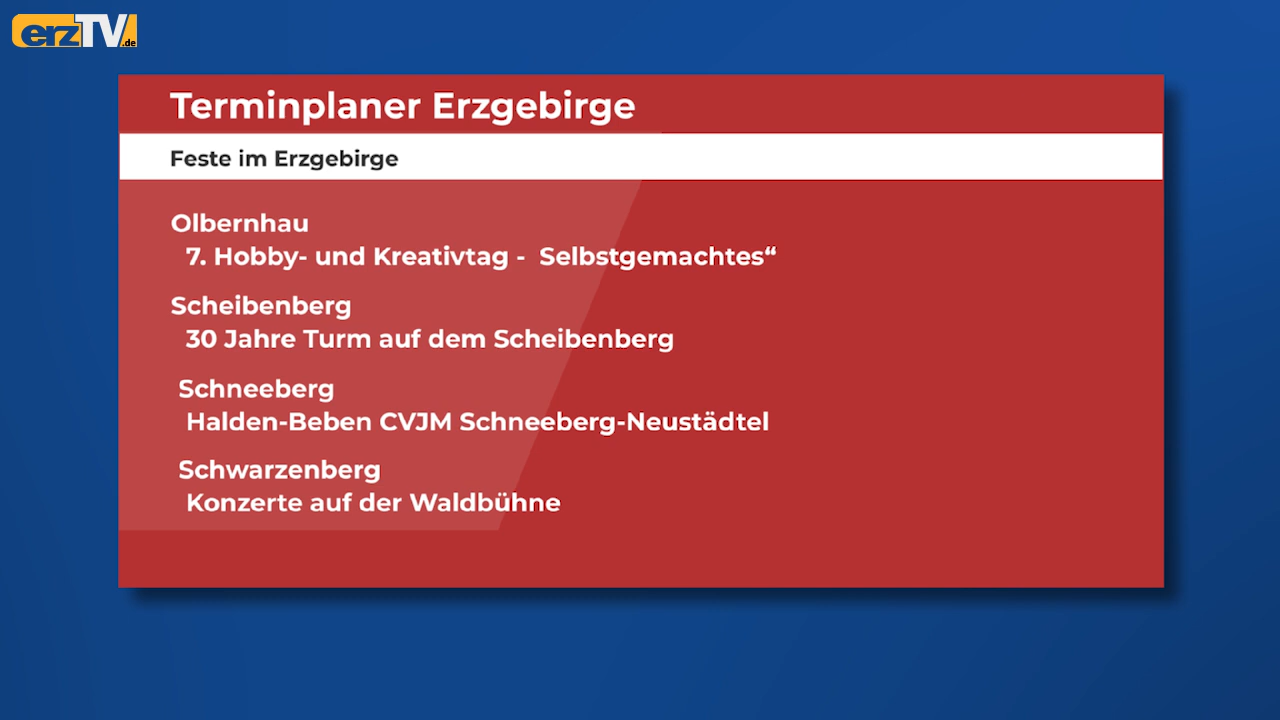 erzTV.de
Terminplaner Erzgebirge
Feste im Erzgebirge
Olbernhau
7. Hobby- und Kreativtag -  Selbstgemachtes“
Scheibenberg
30 Jahre Turm auf dem Scheibenberg
Schneeberg
Halden-Beben CVJM Schneeberg-Neustädtel
Schwarzenberg
Konzerte auf der Waldbühne